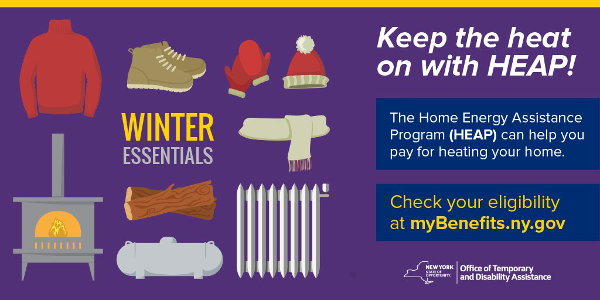 WINTER
ESSENTIALS
Keep the heat
on with HEAP!
The Home Energy Assistance
Program (HEAP) can help you
pay for heating your home.
Check your eligibility
at myBenefits.ny.gov
NEW YORK
STATE OF
OPPORTUNITY.
Office of Temporary
and Disability Assistance